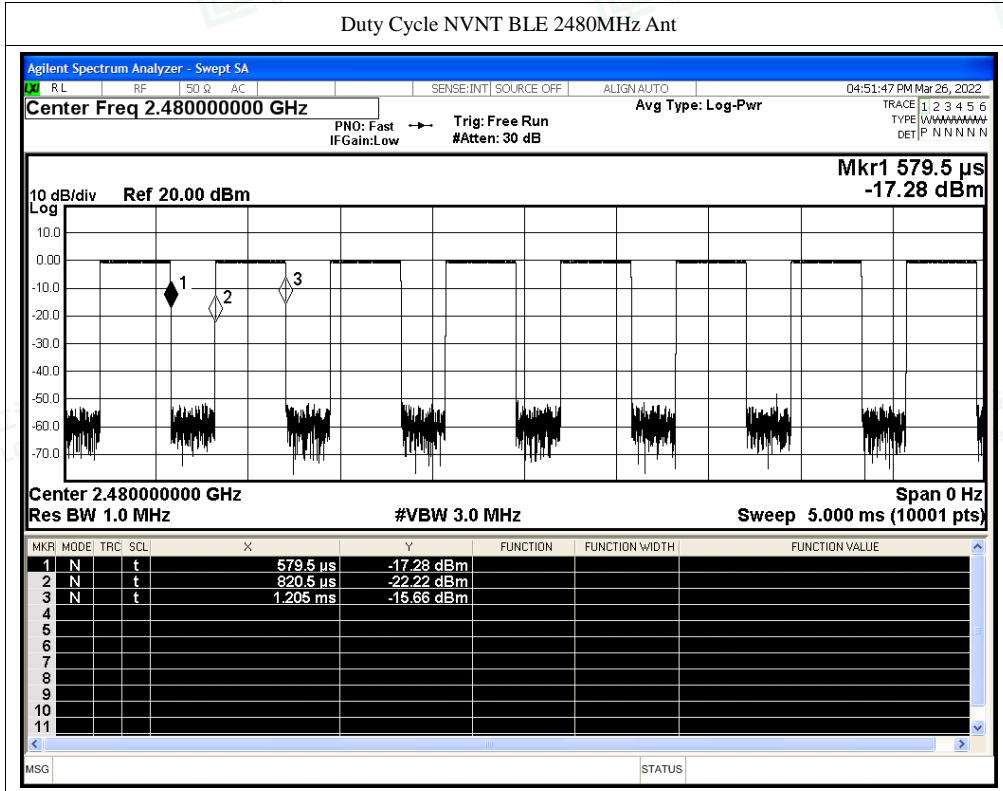 Duty Cycle NVNT BLE 2480MHz Ant
Agilent Spectrum Analyzer - Swept SA
LXI RL RF 50 Ω AC SENSE:INT SOURCE OFF ALIGN AUTO 04:51:47 PM Mar 26, 2022
Center Freq 2.480000000 GHz Avg Type: Log-Pwr TRACE 1 2 3 4 5 6
PNO: Fast Trig: Free Run TYPE WWWWWW
IFGain:Low #Atten: 30 dB DET P N N N N N
Mkr1 579.5 µs
10 dB/div Ref 20.00 dBm -17.28 dBm
Log
10.0
0.00
-10.0
1 2 3
-20.0
-30.0
-40.0
-50.0
-60.0
-70.0
Center 2.480000000 GHz Span 0 Hz
Res BW 1.0 MHz #VBW 3.0 MHz Sweep 5.000 ms (10001 pts)
MKR MODE TRC SCL X Y FUNCTION FUNCTION WIDTH FUNCTION VALUE
1 N t 579.5 µs -17.28 dBm
2 N t 820.5 µs -22.22 dBm
3 N t 1.205 ms -15.66 dBm
4
5
6
7
8
9
10
11
MSG STATUS